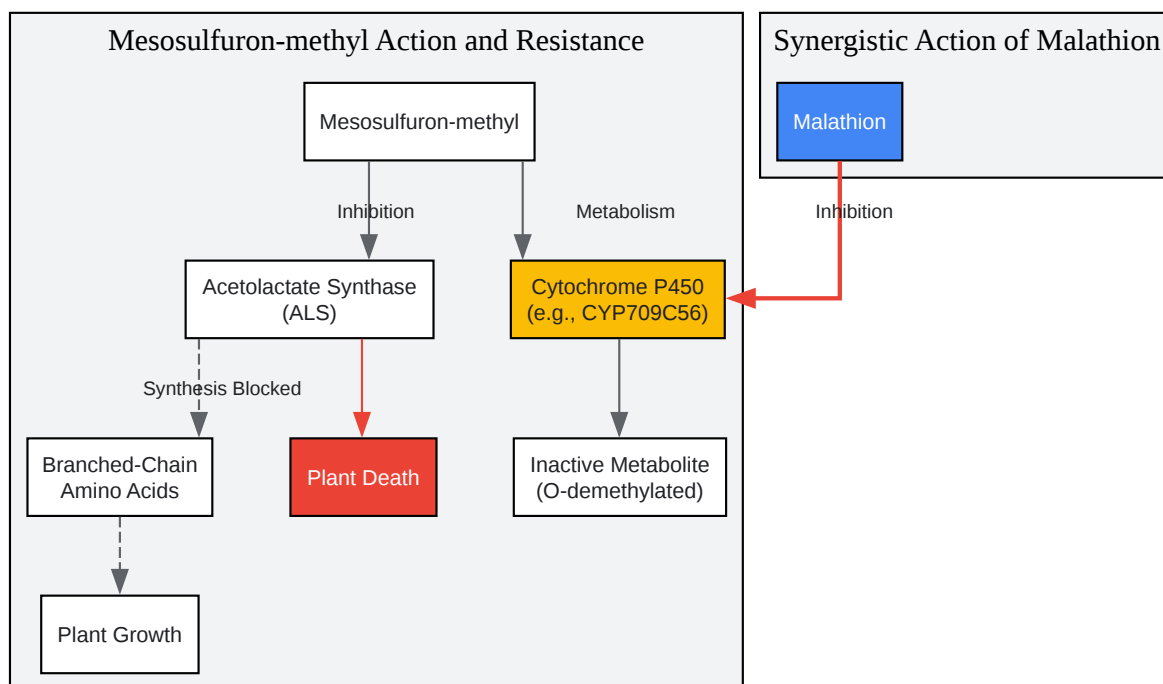 Mesosulfuron-methyl Action and Resistance
Synergistic Action of Malathion
Mesosulfuron-methyl
Malathion
Inhibition
Metabolism
Inhibition
Acetolactate Synthase
(ALS)
Cytochrome P450
(e.g., CYP709C56)
Synthesis Blocked
Branched-Chain
Amino Acids
Plant Death
Inactive Metabolite
(O-demethylated)
Plant Growth